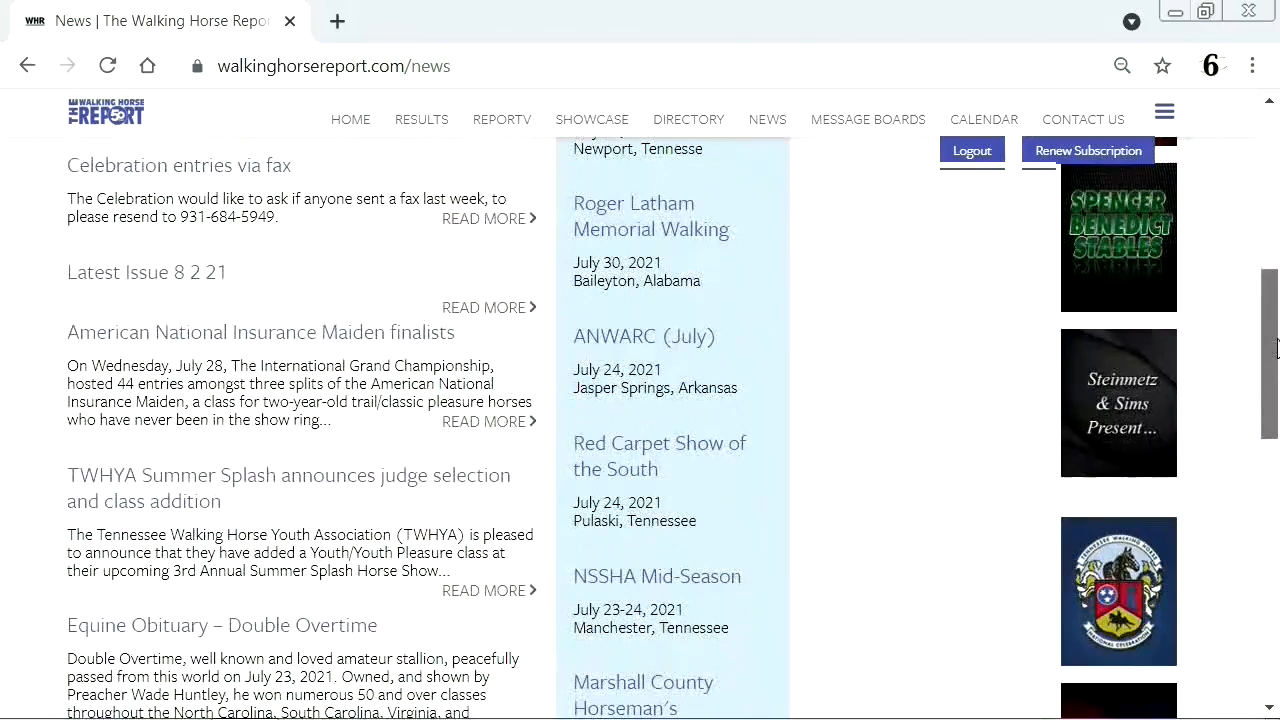 WHR News | The Walking Horse Repor
walkinghorsereport.com/news
6
THE WALKING HORSE
REPORT
50
HOME RESULTS REPORTV SHOWCASE DIRECTORY NEWS MESSAGE BOARDS CALENDAR CONTACT US
Logout Renew Subscription
Celebration entries via fax
The Celebration would like to ask if anyone sent a fax last week, to
please resend to 931-684-5949.
READ MORE
Latest Issue 8 2 21
READ MORE
American National Insurance Maiden finalists
On Wednesday, July 28, The International Grand Championship,
hosted 44 entries amongst three splits of the American National
Insurance Maiden, a class for two-year-old trail/classic pleasure horses
who have never been in the show ring...
READ MORE
TWHYA Summer Splash announces judge selection
and class addition
The Tennessee Walking Horse Youth Association (TWHYA) is pleased
to announce that they have added a Youth/Youth Pleasure class at
their upcoming 3rd Annual Summer Splash Horse Show...
READ MORE
Equine Obituary – Double Overtime
Double Overtime, well known and loved amateur stallion, peacefully
passed from this world on July 23, 2021. Owned, and shown by
Preacher Wade Huntley, he won numerous 50 and over classes
throughout the North Carolina, South Carolina, Virginia, and
Newport, Tennessee
Roger Latham
Memorial Walking
July 30, 2021
Baileyton, Alabama
ANWARC (July)
July 24, 2021
Jasper Springs, Arkansas
Red Carpet Show of
the South
July 24, 2021
Pulaski, Tennessee
NSSHA Mid-Season
July 23-24, 2021
Manchester, Tennessee
Marshall County
Horseman's
SPENCER
BENEDICT
STABLES
Steinmetz
& Sims
Present...
TENNESSEE WALKING HORSE
NATIONAL CELEBRATION